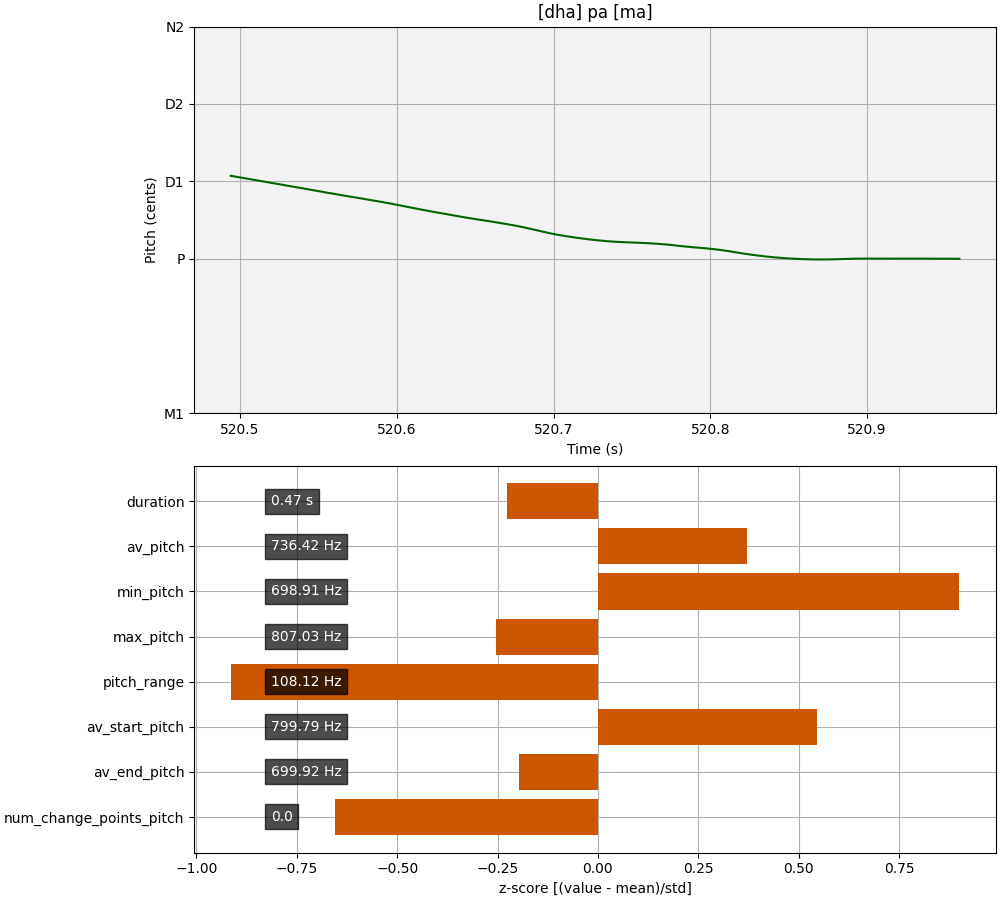 [dha] pa [ma]
N2
D2
D1
P
M1
Pitch (cents)
520.5 520.6 520.7 520.8 520.9
Time (s)
duration 0.47 s
av_pitch 736.42 Hz
min_pitch 698.91 Hz
max_pitch 807.03 Hz
pitch_range 108.12 Hz
av_start_pitch 799.79 Hz
av_end_pitch 699.92 Hz
num_change_points_pitch 0.0
−1.00 −0.75 −0.50 −0.25 0.00 0.25 0.50 0.75
z-score [(value - mean)/std]